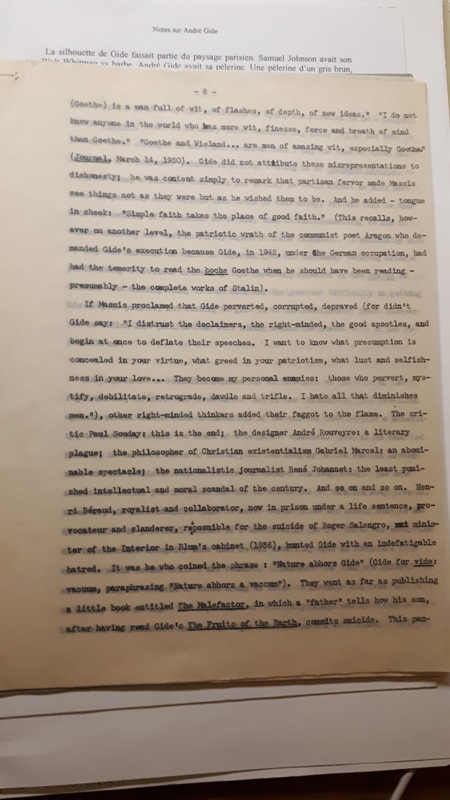 Notes sur André Gide
La silhouette de Gide faisait partie du paysage parisien. Samuel Johnson avait son
Walt Whitman sa barbe, André Gide avait sa pèlerine. Une pèlerine d'un gris brun,
- 6 -
(Goethe) is a man full of wit, of flashes, of depth, of new ideas." "I do not
know anyone in the world who has more wit, finesse, force and breath of mind
than Goethe." "Goethe and Wieland... are men of amazing wit, especially Goethe."
(Journal, March 14, 1930). Gide did not attribute these misrepresentations to
dishonesty; he was content simply to remark that partisan fervor made Massis
see things not as they were but as he wished them to be. And he added - tongue
in cheek: "Simple faith takes the place of good faith." (This recalls, how-
ever on another level, the patriotic wrath of the communist poet Aragon who de-
manded Gide's execution because Gide, in 1942, under the German occupation, had
had the temerity to read the boche Goethe when he should have been reading -
presumably - the complete works of Stalin).
If Massis proclamed that Gide perverted, corrupted, depraved (for didn't
Gide say: "I distrust the declaimers, the right-minded, the good apostles, and
begin at once to deflate their speeches. I want to know what presumption is
concealed in your virtue, what greed in your patriotism, what lust and selfish-
ness in your love... They become my personal enemies: those who pervert, mys-
tify, debilitate, retrograde, dawdle and trifle. I hate all that diminishes
men."), other right-minded thinkers added their faggot to the flame. The cri-
tic Paul Souday: this is the end; the designer André Rouveyre: a literary
plague; the philosopher of Christian existentialism Gabriel Marcel: an abomi-
nable spectacle; the nationalistic journalist René Johannet: the least puni-
shed intellectual and moral scandal of the century. And so on and so on. Hen-
ri Béraud, royalist and collaborator, now in prison under a life sentence, pro-
vocateur and slanderer, reposnible for the suicide of Roger Salengro, minis-
ter of the Interior in Blum's cabinet (1936), hunted Gide with an indefatigable
hatred. It was he who coined the phrase : "Nature abhors Gide" (Gide for vide:
vacuum, paraphrasing "Nature abhors a vaccum"). They went as far as publishing
a little book entitled The Malefactor, in which a "father" tells how his son,
after having read Gide's The Fruits of the Earth, commits suicide. This pam-